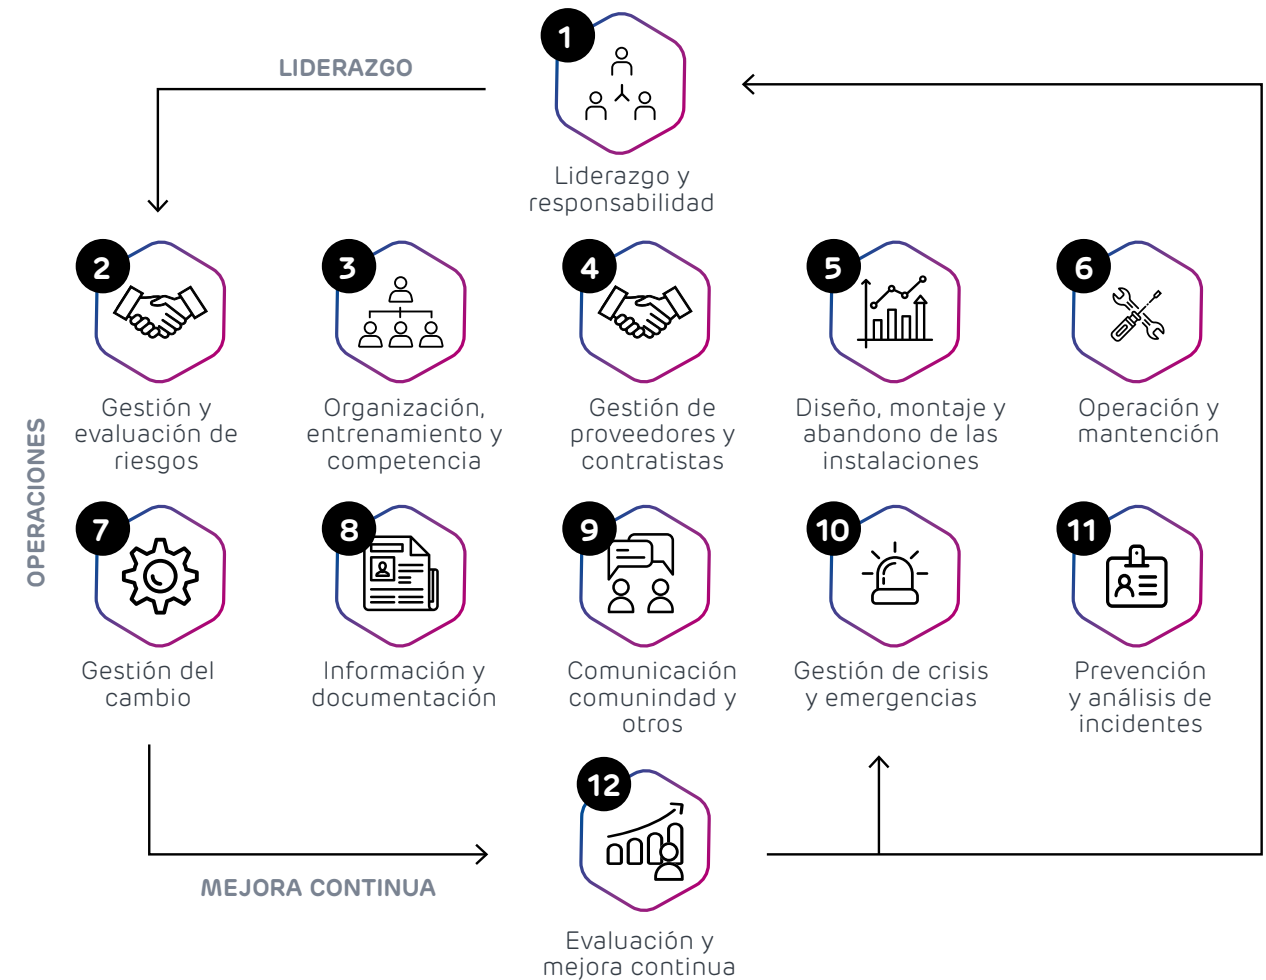 1
LIDERAZGO
Liderazgo y
responsabilidad
2
3
4
5
6
Gestión y
evaluación de
riesgos
Organización,
entrenamiento y
competencia
Gestión de
proveedores y
contratistas
Diseño, montaje y
abandono de las
instalaciones
Operación y
mantención
OPERACIONES
7
8
9
10
11
Gestión del
cambio
Información y
documentación
Comunicación
comunindad y
otros
Gestión de crisis
y emergencias
Prevención
y análisis de
incidentes
12
MEJORA CONTINUA
Evaluación y
mejora continua